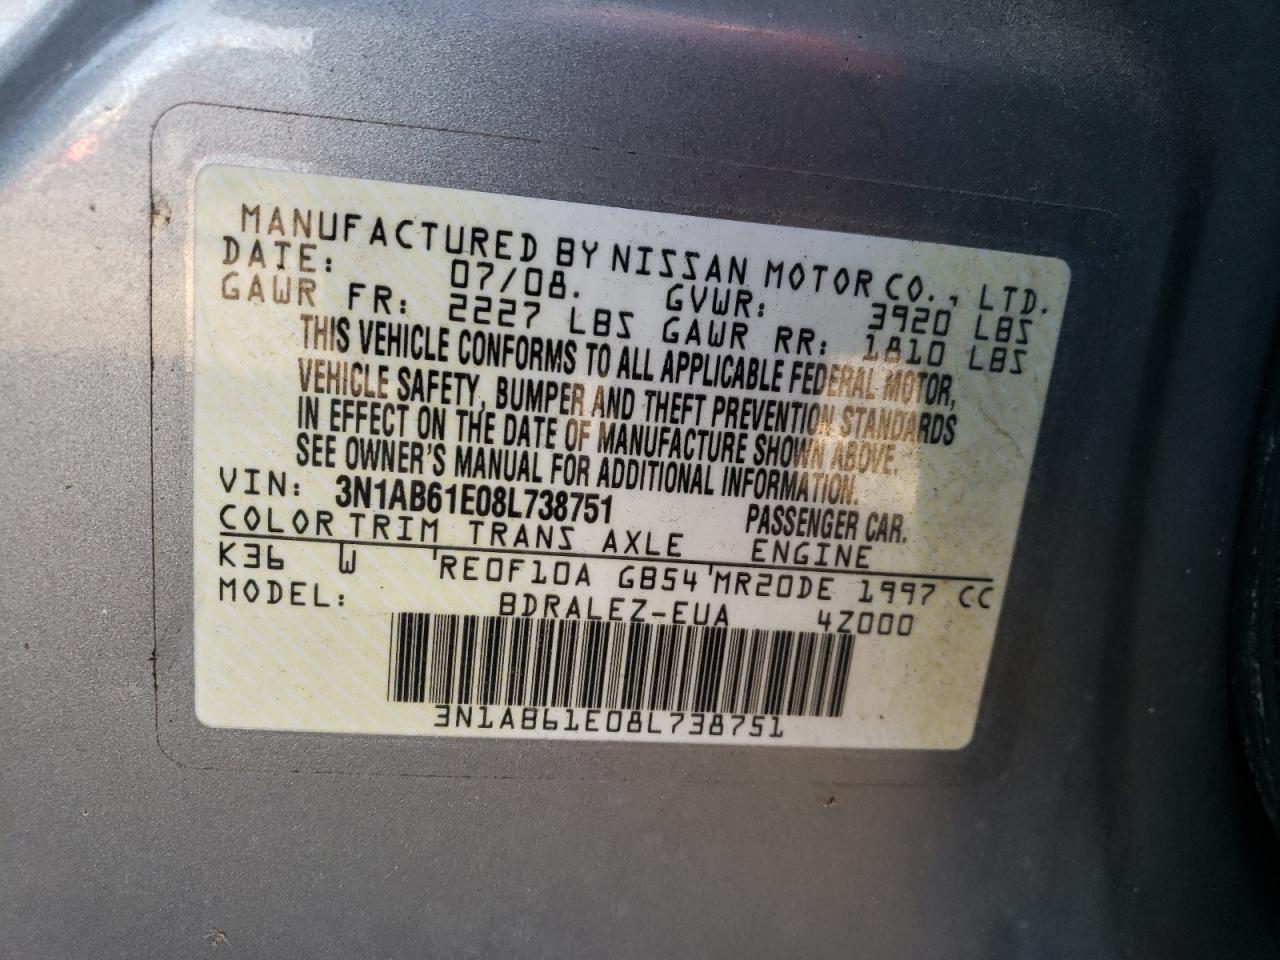 MANUFACTURED BY NISSAN MOTOR CO., LTD.
DATE: 07/08. GVWR: 3920 LBS
GAWR FR: 2227 LBS GAWR RR: 1810 LBS
THIS VEHICLE CONFORMS TO ALL APPLICABLE FEDERAL MOTOR,
VEHICLE SAFETY, BUMPER AND THEFT PREVENTION STANDARDS
IN EFFECT ON THE DATE OF MANUFACTURE SHOWN ABOVE.
SEE OWNER'S MANUAL FOR ADDITIONAL INFORMATION.
VIN: 3N1AB61E08L738751 PASSENGER CAR.
COLOR TRIM TRANS AXLE ENGINE
K36 W 'RE0F10A GB54'MR20DE 1997 CC
MODEL: BDRALEZ-EUA 4Z000
3N1AB61E08L738751